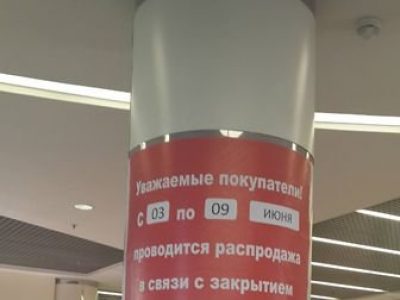 Уважаемые покупатели!
С 03 по 09 ИЮНЯ
проводится распродажа
в связи с закрытием